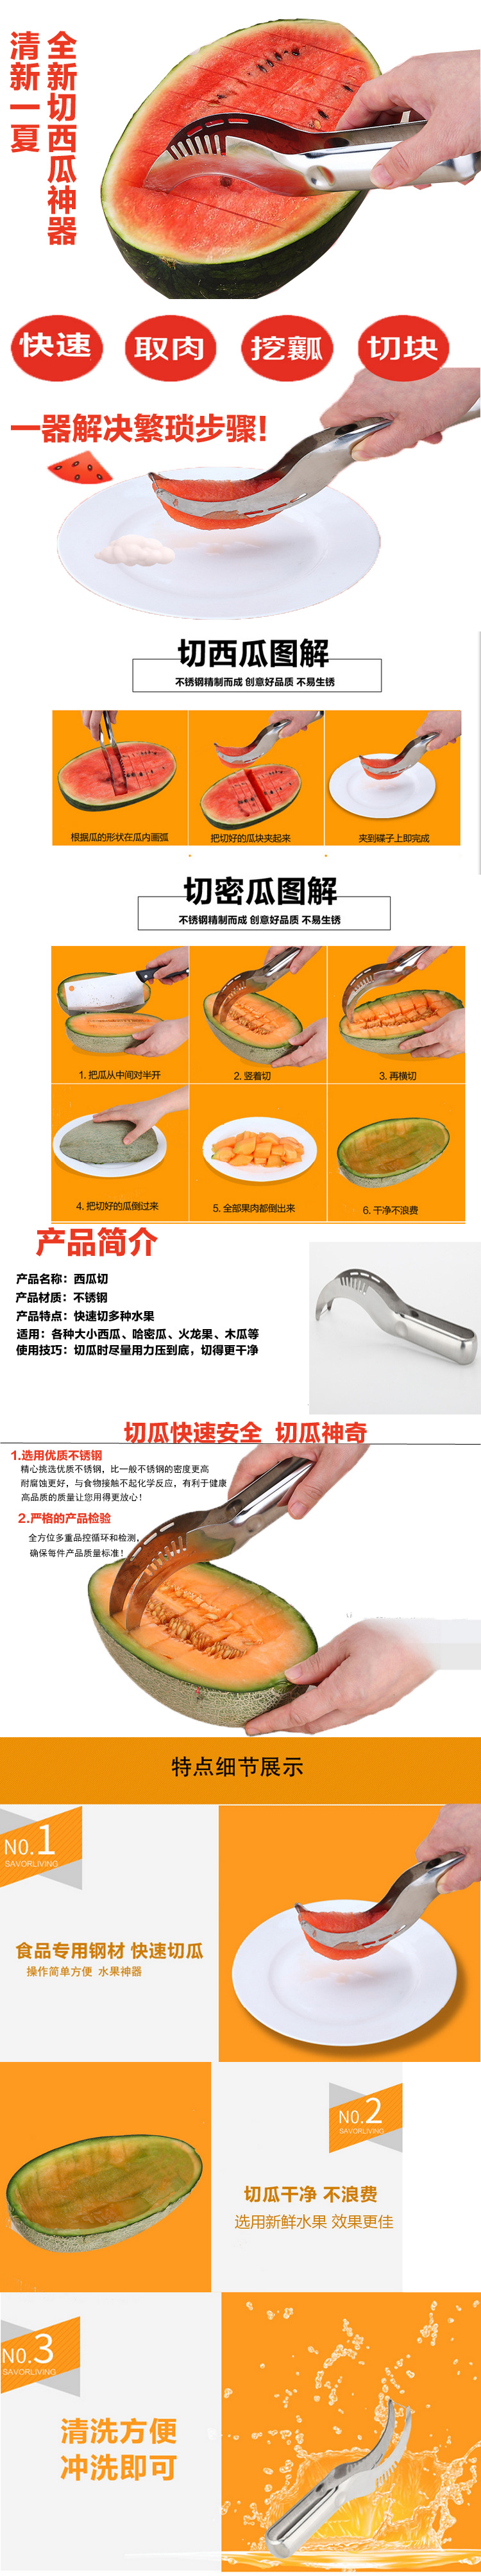 清新一夏
全新切西瓜神器
快速
取肉
挖瓤
切块
一器解决繁琐步骤!
切西瓜图解
不锈钢精制而成 创意好品质 不易生锈
根据瓜的形状在瓜内画弧
把切好的瓜块夹起来
夹到碟子上即完成
切密瓜图解
不锈钢精制而成 创意好品质 不易生锈
1. 把瓜从中间对半开
2. 竖着切
3. 再横切
4. 把切好的瓜倒过来
5. 全部果肉都倒出来
6. 干净不浪费
产品简介
产品名称：西瓜切
产品材质：不锈钢
产品特点：快速切多种水果
适用：各种大小西瓜、哈密瓜、火龙果、木瓜等
使用技巧：切瓜时尽量用力压到底，切得更干净
切瓜快速安全 切瓜神奇
1.选用优质不锈钢
精心挑选优质不锈钢，比一般不锈钢的密度更高
耐腐蚀更好，与食物接触不起化学反应，有利于健康
高品质的质量让您用得更放心！
2.严格的产品检验
全方位多重品控循环和检测，
确保每件产品质量标准！
特点细节展示
NO.1
SAVORLIVING
食品专用钢材 快速切瓜
操作简单方便 水果神器
NO.2
SAVORLIVING
切瓜干净 不浪费
选用新鲜水果 效果更佳
NO.3
SAVORLIVING
清洗方便
冲洗即可